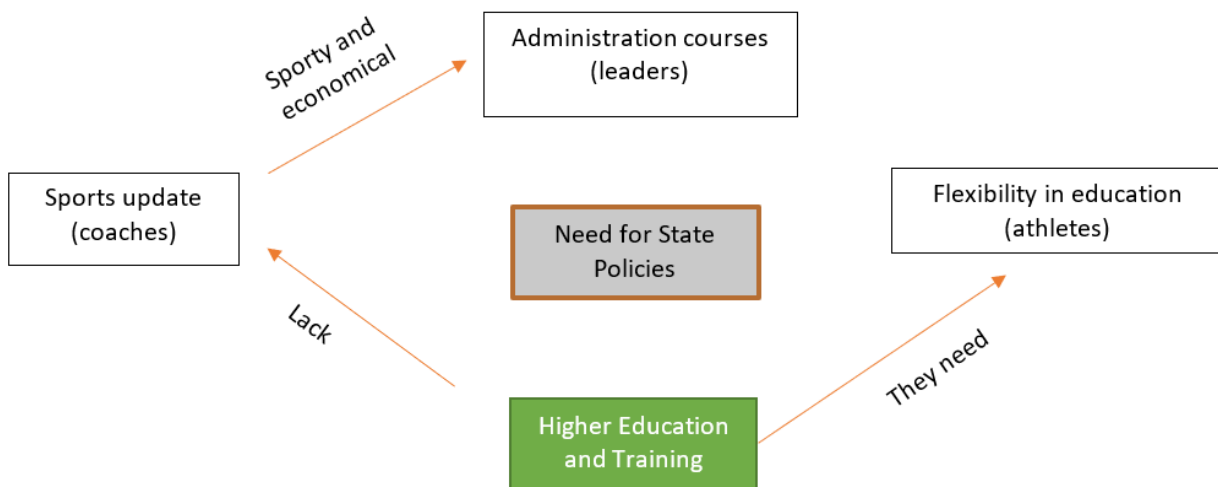 Administration courses
(leaders)
Sporty and
economical
Sports update
(coaches)
Flexibility in education
(athletes)
Need for State
Policies
Lack
They need
Higher Education
and Training